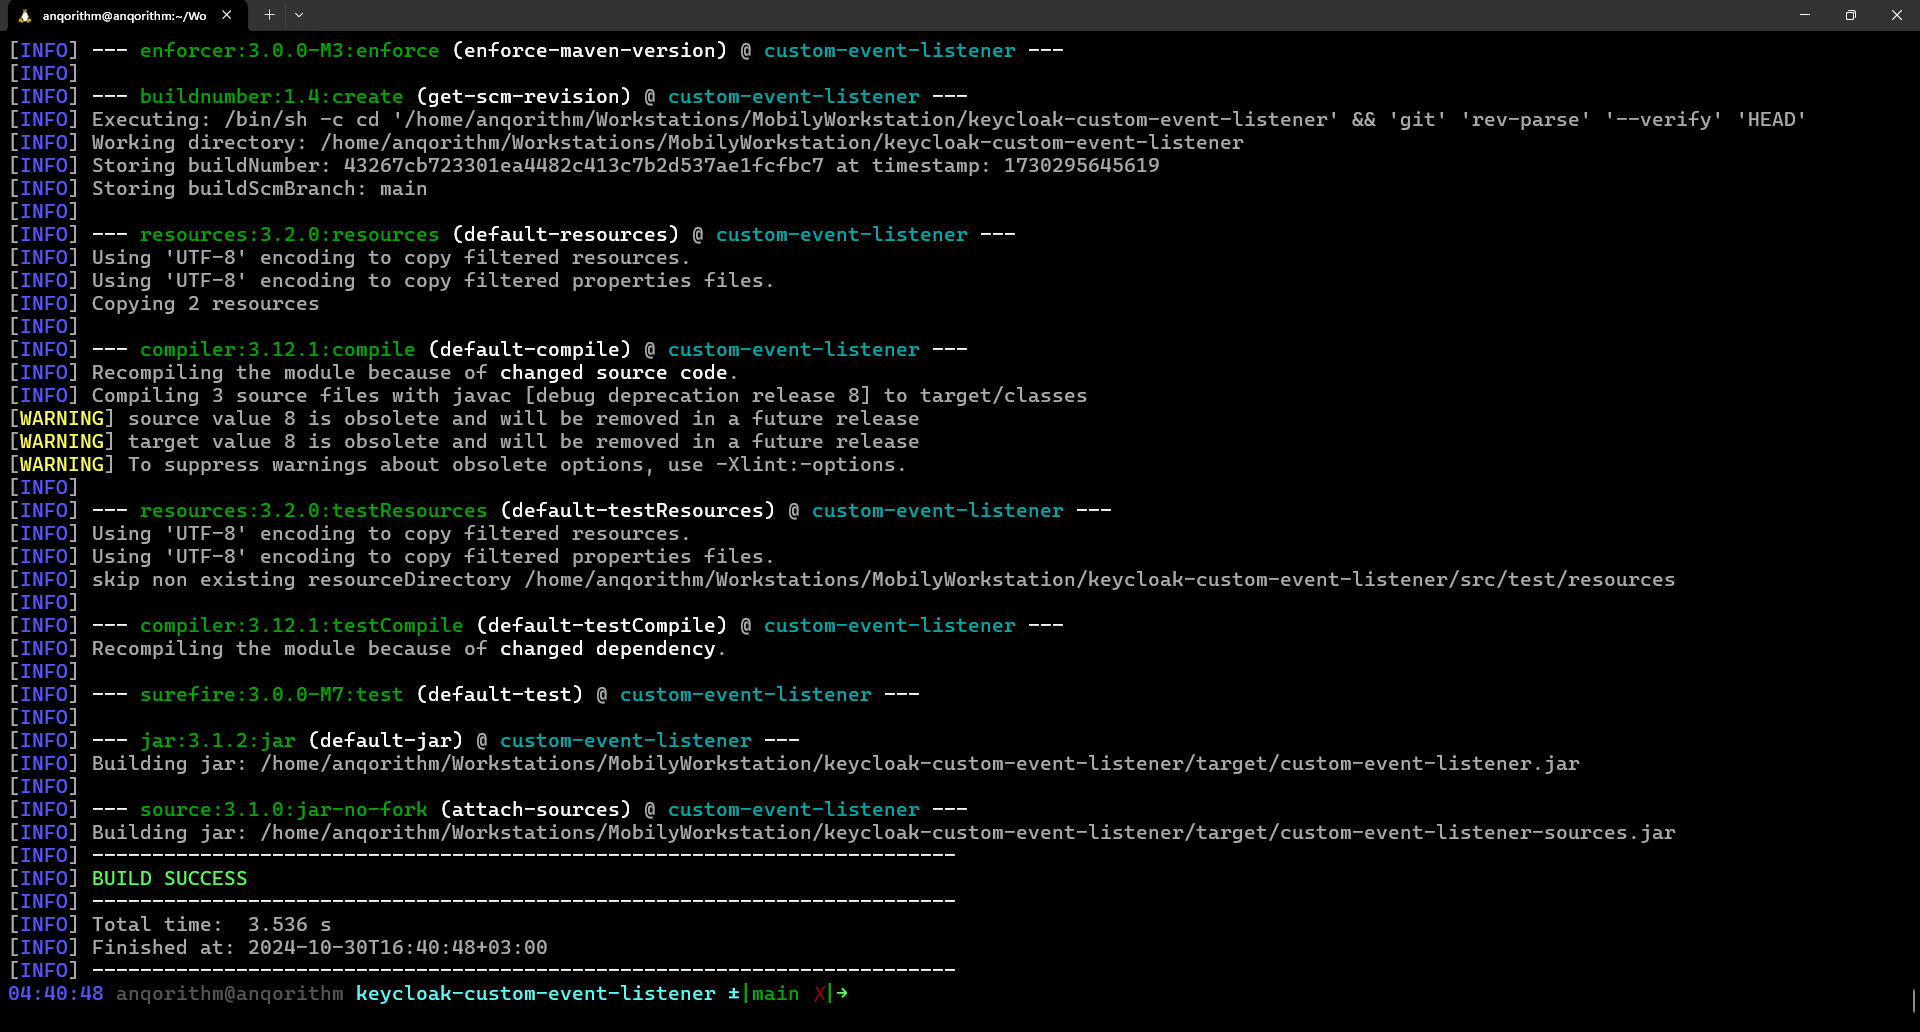 anqorithm@anqorithm:~/Wo
[INFO] --- enforcer:3.0.0-M3:enforce (enforce-maven-version) @ custom-event-listener ---
[INFO]
[INFO] --- buildnumber:1.4:create (get-scm-revision) @ custom-event-listener ---
[INFO] Executing: /bin/sh -c cd '/home/anqorithm/Workstations/MobilyWorkstation/keycloak-custom-event-listener' && 'git' 'rev-parse' '--verify' 'HEAD'
[INFO] Working directory: /home/anqorithm/Workstations/MobilyWorkstation/keycloak-custom-event-listener
[INFO] Storing buildNumber: 43267cb723301ea4482c413c7b2d537ae1fcfbc7 at timestamp: 1730295645619
[INFO] Storing buildScmBranch: main
[INFO]
[INFO] --- resources:3.2.0:resources (default-resources) @ custom-event-listener ---
[INFO] Using 'UTF-8' encoding to copy filtered resources.
[INFO] Using 'UTF-8' encoding to copy filtered properties files.
[INFO] Copying 2 resources
[INFO]
[INFO] --- compiler:3.12.1:compile (default-compile) @ custom-event-listener ---
[INFO] Recompiling the module because of changed source code.
[INFO] Compiling 3 source files with javac [debug deprecation release 8] to target/classes
[WARNING] source value 8 is obsolete and will be removed in a future release
[WARNING] target value 8 is obsolete and will be removed in a future release
[WARNING] To suppress warnings about obsolete options, use -Xlint:-options.
[INFO]
[INFO] --- resources:3.2.0:testResources (default-testResources) @ custom-event-listener ---
[INFO] Using 'UTF-8' encoding to copy filtered resources.
[INFO] Using 'UTF-8' encoding to copy filtered properties files.
[INFO] skip non existing resourceDirectory /home/anqorithm/Workstations/MobilyWorkstation/keycloak-custom-event-listener/src/test/resources
[INFO]
[INFO] --- compiler:3.12.1:testCompile (default-testCompile) @ custom-event-listener ---
[INFO] Recompiling the module because of changed dependency.
[INFO]
[INFO] --- surefire:3.0.0-M7:test (default-test) @ custom-event-listener ---
[INFO]
[INFO] --- jar:3.1.2:jar (default-jar) @ custom-event-listener ---
[INFO] Building jar: /home/anqorithm/Workstations/MobilyWorkstation/keycloak-custom-event-listener/target/custom-event-listener.jar
[INFO]
[INFO] --- source:3.1.0:jar-no-fork (attach-sources) @ custom-event-listener ---
[INFO] Building jar: /home/anqorithm/Workstations/MobilyWorkstation/keycloak-custom-event-listener/target/custom-event-listener-sources.jar
[INFO] ------------------------------------------------------------------------
[INFO] BUILD SUCCESS
[INFO] ------------------------------------------------------------------------
[INFO] Total time:  3.536 s
[INFO] Finished at: 2024-10-30T16:40:48+03:00
[INFO] ------------------------------------------------------------------------
04:40:48 anqorithm@anqorithm keycloak-custom-event-listener ±|main ✗|→